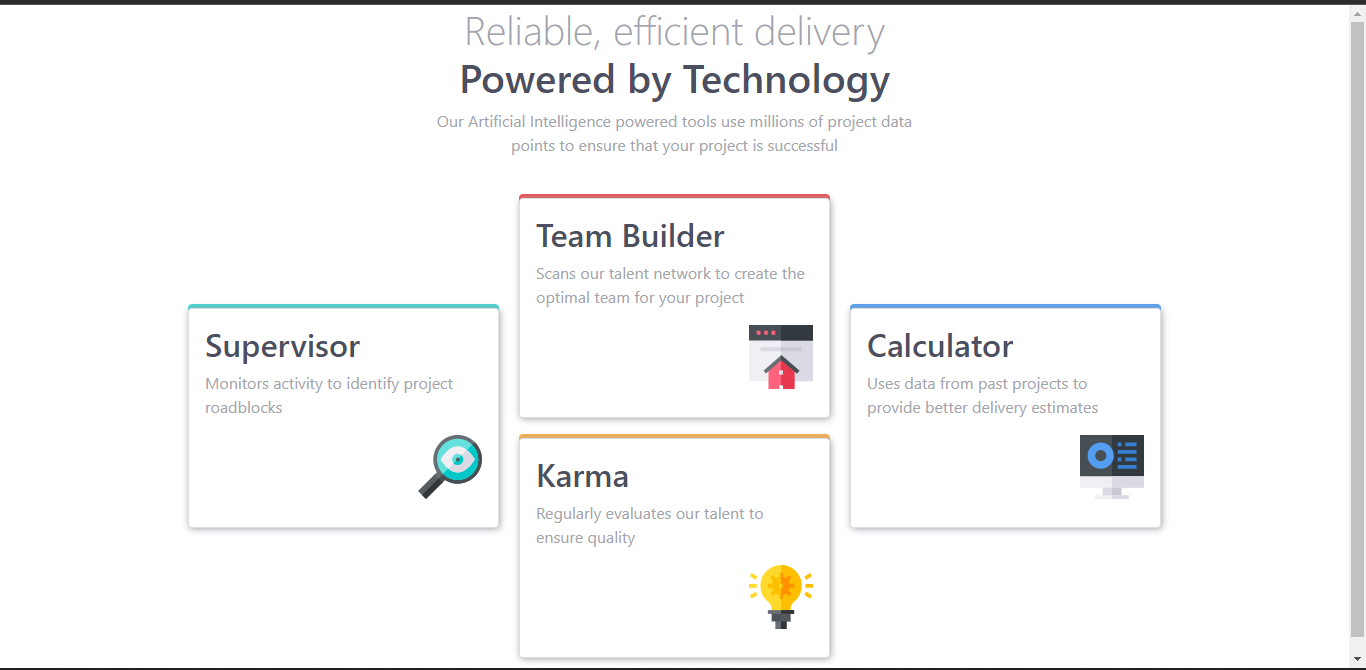 Reliable, efficient delivery
Powered by Technology
Our Artificial Intelligence powered tools use millions of project data
points to ensure that your project is successful
Team Builder
Scans our talent network to create the
optimal team for your project
Supervisor
Monitors activity to identify project
roadblocks
Calculator
Uses data from past projects to
provide better delivery estimates
Karma
Regularly evaluates our talent to
ensure quality